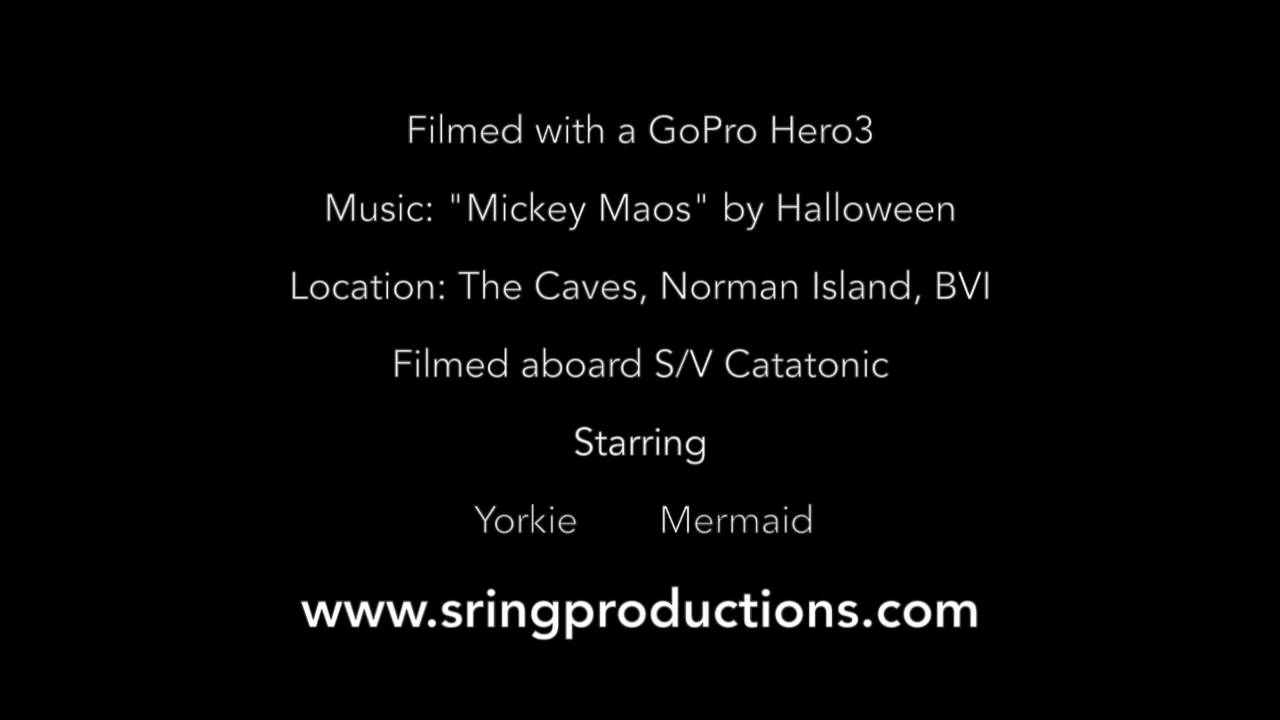 Filmed with a GoPro Hero3
Music: "Mickey Maos" by Halloween
Location: The Caves, Norman Island, BVI
Filmed aboard S/V Catatonic
Starring
Yorkie Mermaid
www.sringproductions.com